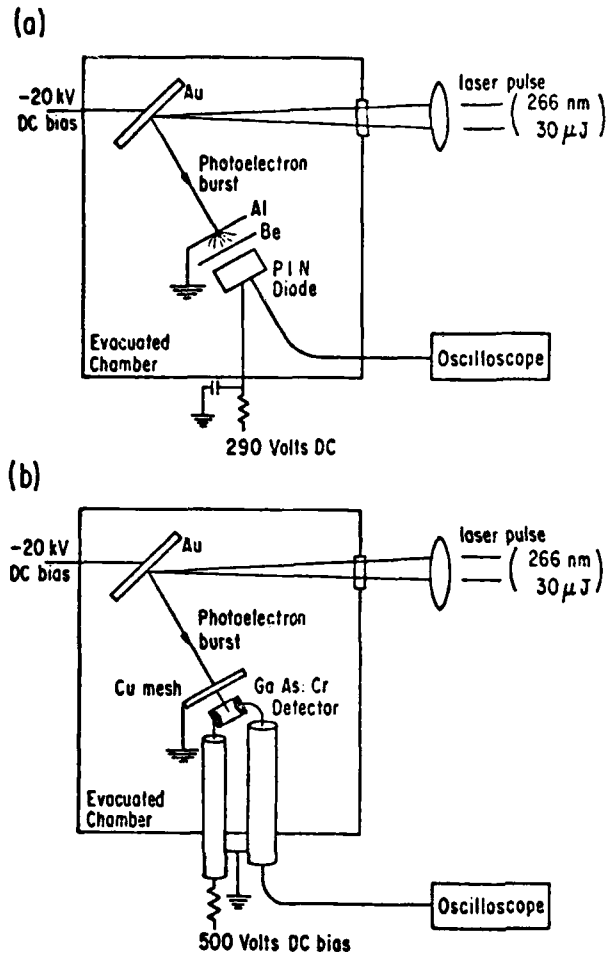 (a)
-20 kV
DC bias
Au
laser pulse
( 266 nm
30 μJ
Photoelectron
burst
Al
Be
PIN
Diode
Evacuated
Chamber
Oscilloscope
290 Volts DC
(b)
-20 kV
DC bias
Au
laser pulse
( 266 nm
30 μJ
Photoelectron
burst
Cu mesh
Ga As: Cr
Detector
Evacuated
Chamber
Oscilloscope
500 Volts DC bias